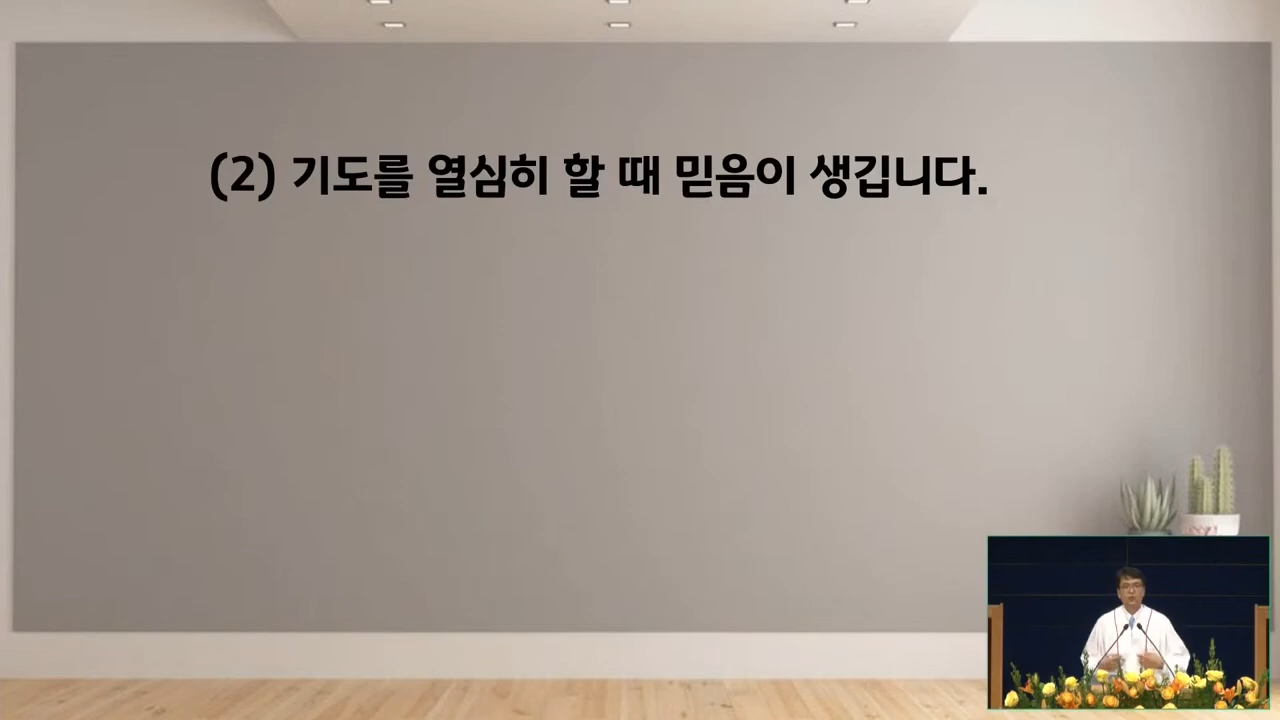 (2) 기도를 열심히 할 때 믿음이 생깁니다.